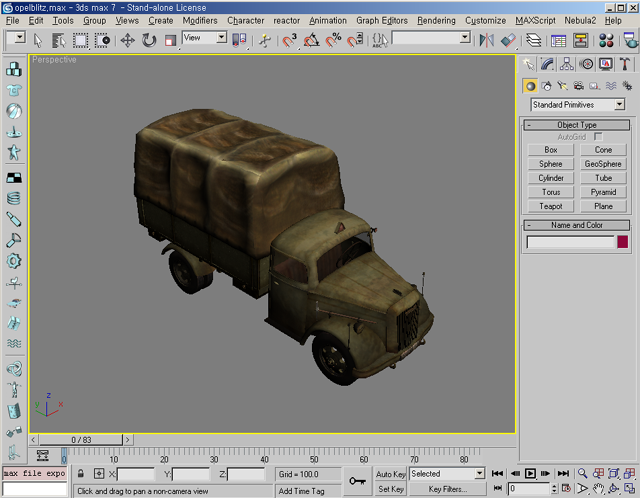 opelblitz.max - 3ds max 7 - Stand-alone License
File Edit Tools Group Views Create Modifiers Character reactor Animation Graph Editors Rendering Customize MAXScript Nebula2 Help
View
Perspective
Standard Primitives
- Object Type
AutoGrid
Box Cone
Sphere GeoSphere
Cylinder Tube
Torus Pyramid
Teapot Plane
- Name and Color
0 / 83
0 10 20 30 40 50 60 70 80
max file expo
X: Y: Z: Grid = 100.0 Auto Key Selected
Click and drag to pan a non-camera view Add Time Tag Set Key Key Filters... 0